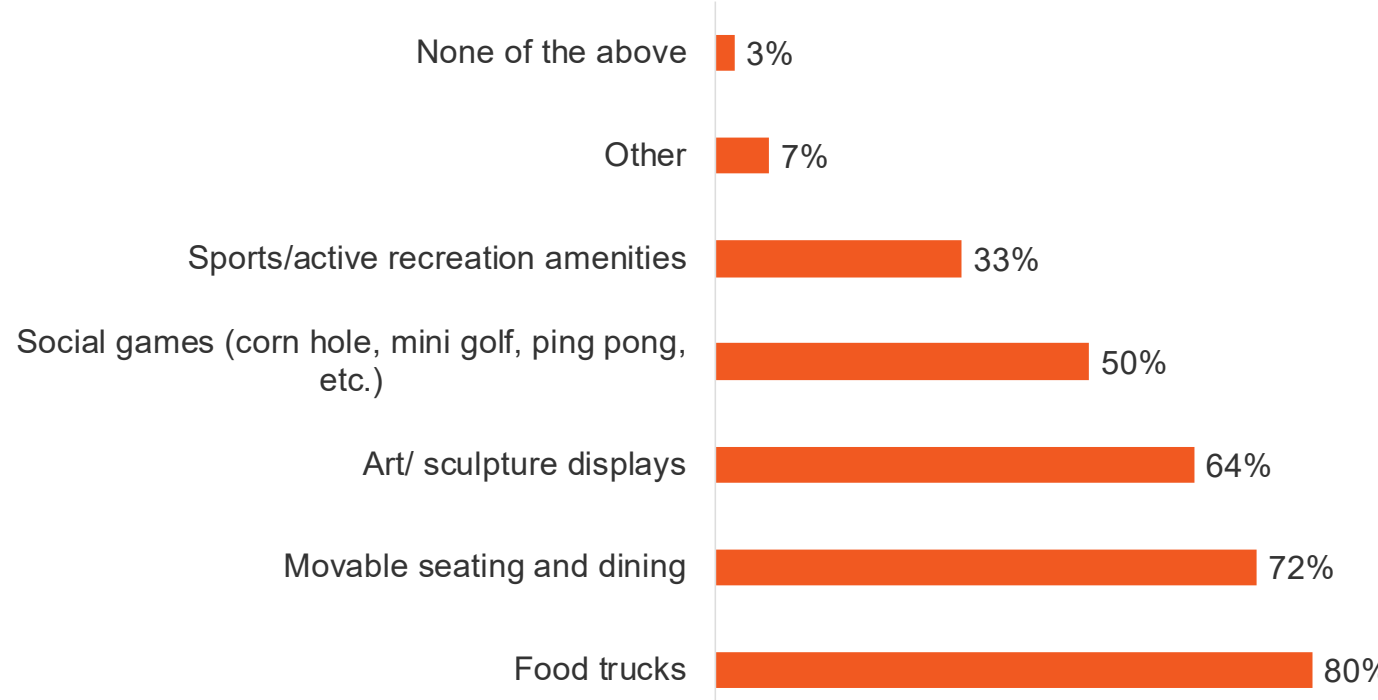 None of the above
3%
Other
7%
Sports/active recreation amenities
33%
Social games (corn hole, mini golf, ping pong,
etc.)
50%
Art/ sculpture displays
64%
Movable seating and dining
72%
Food trucks
80%